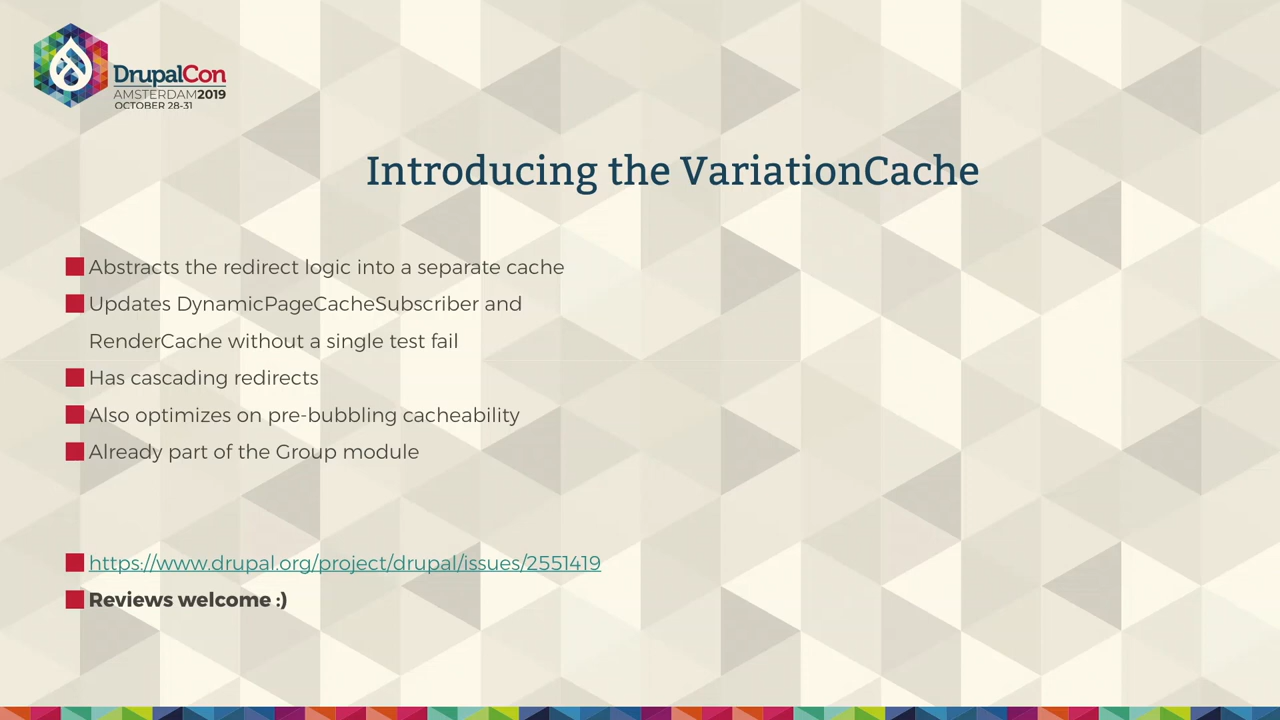 DrupalCon
AMSTERDAM2019
OCTOBER 28-31
Introducing the VariationCache
Abstracts the redirect logic into a separate cache
Updates DynamicPageCacheSubscriber and
RenderCache without a single test fail
Has cascading redirects
Also optimizes on pre-bubbling cacheability
Already part of the Group module
https://www.drupal.org/project/drupal/issues/2551419
Reviews welcome :)